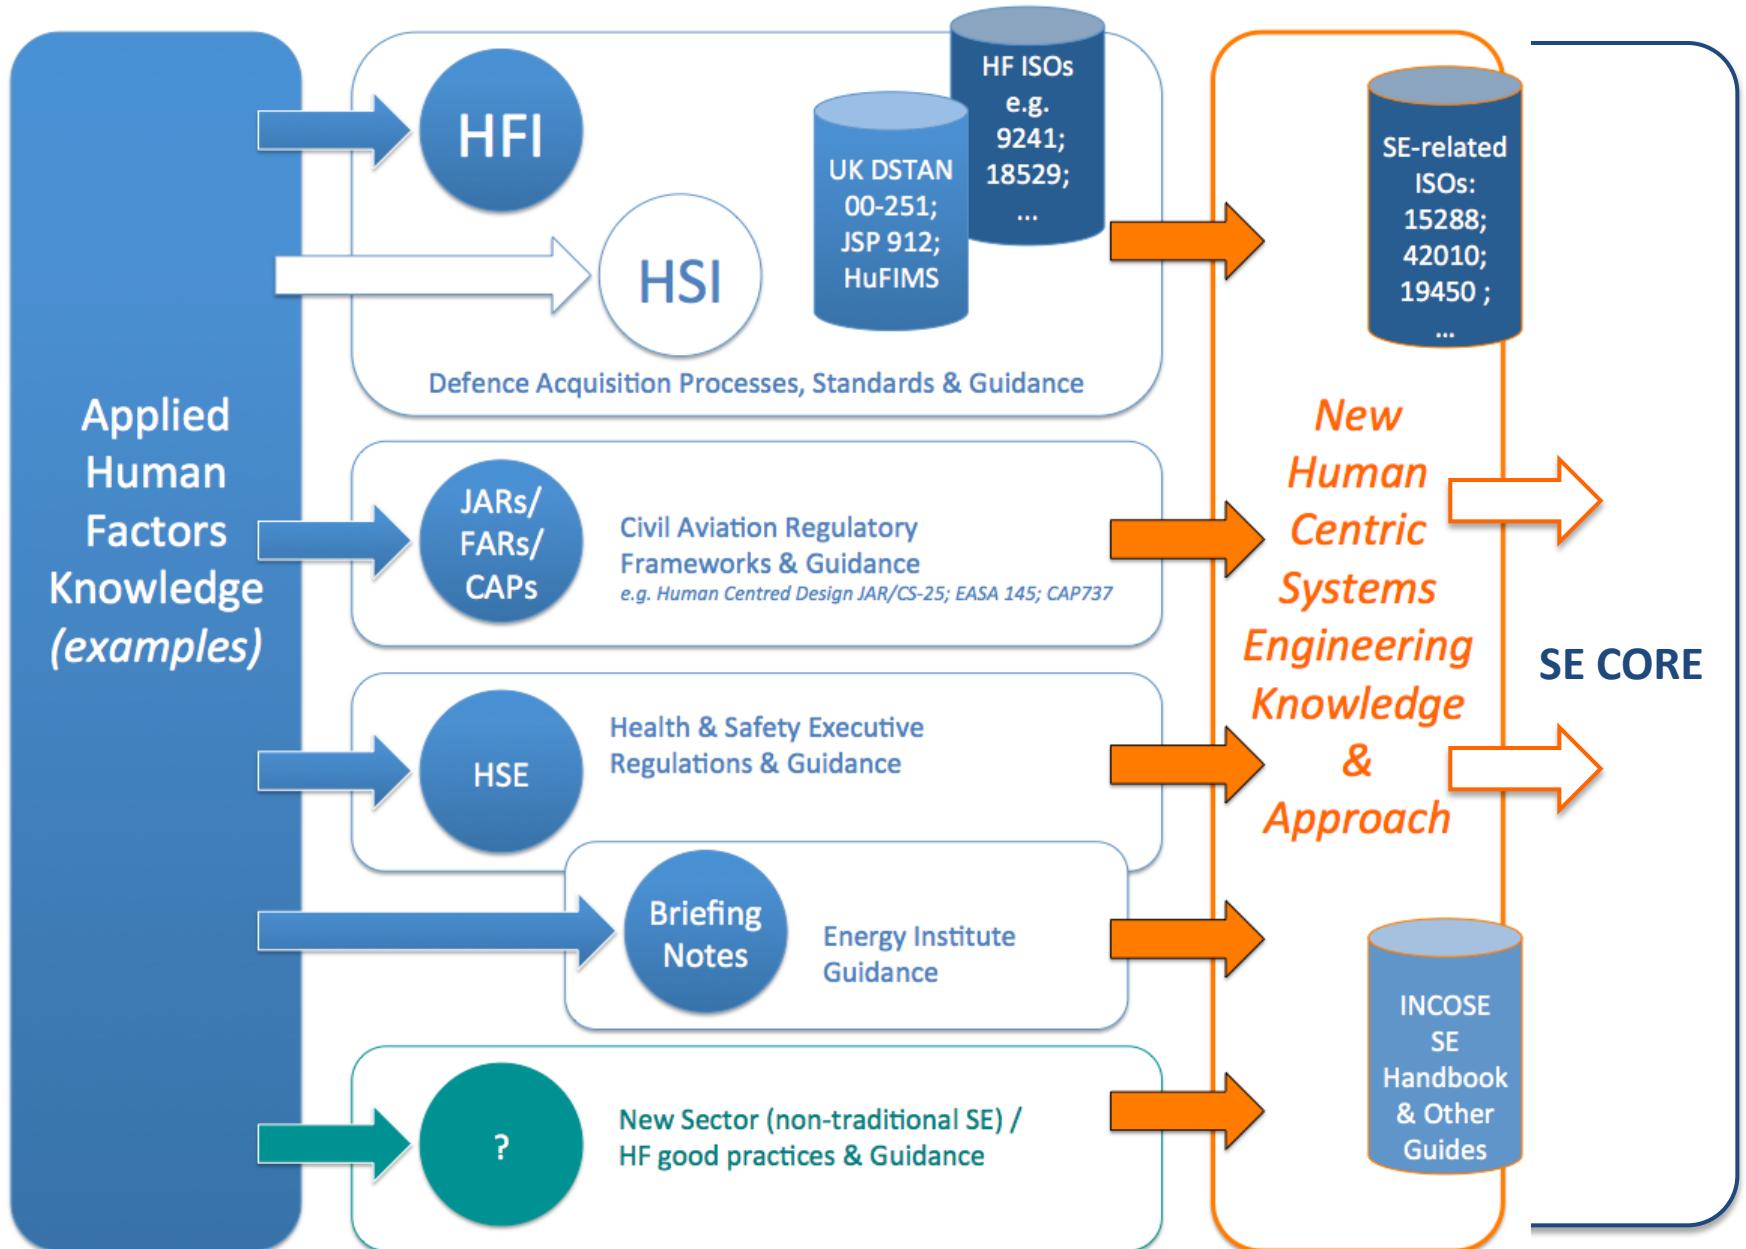 Applied
Human
Factors
Knowledge
(examples)
HFI
HSI
UK DSTAN
00-251;
JSP 912;
HuFIMS
HF ISOs
e.g.
9241;
18529;
...
Defence Acquisition Processes, Standards & Guidance
JARs/
FARs/
CAPs
Civil Aviation Regulatory
Frameworks & Guidance
e.g. Human Centred Design JAR/CS-25; EASA 145; CAP737
HSE
Health & Safety Executive
Regulations & Guidance
Briefing
Notes
Energy Institute
Guidance
?
New Sector (non-traditional SE) /
HF good practices & Guidance
New
Human
Centric
Systems
Engineering
Knowledge
&
Approach
SE-related
ISOs:
15288;
42010;
19450 ;
...
INCOSE
SE
Handbook
& Other
Guides
SE CORE